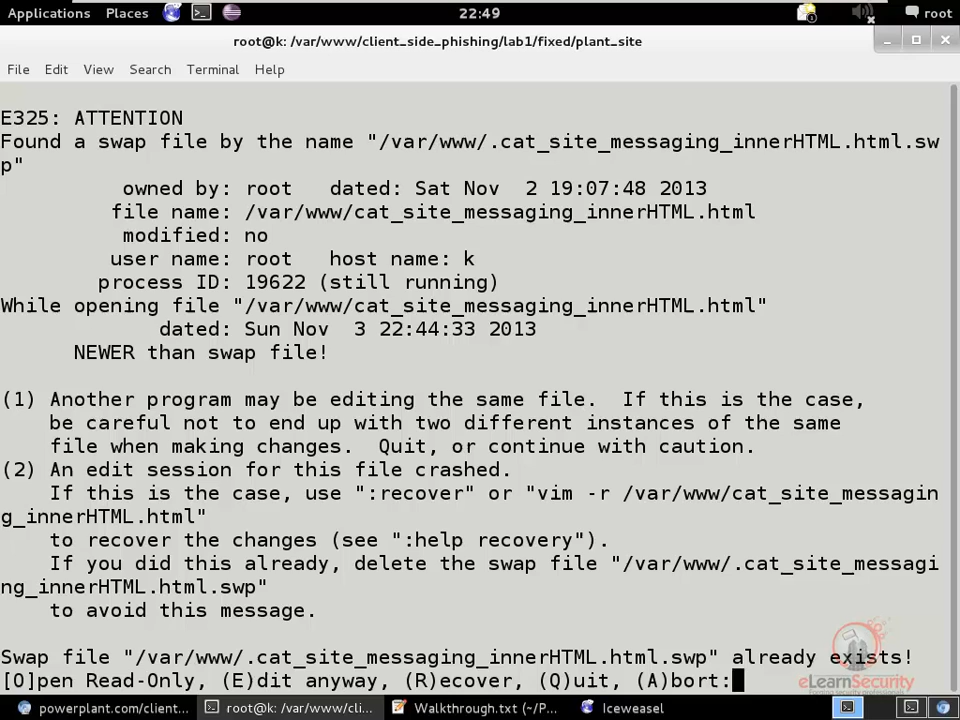 Applications Places 22:49 root
root@k: /var/www/client_side_phishing/lab1/fixed/plant_site
File Edit View Search Terminal Help
E325: ATTENTION
Found a swap file by the name "/var/www/.cat_site_messaging_innerHTML.html.sw
p"
owned by: root dated: Sat Nov 2 19:07:48 2013
file name: /var/www/cat_site_messaging_innerHTML.html
modified: no
user name: root host name: k
process ID: 19622 (still running)
While opening file "/var/www/cat_site_messaging_innerHTML.html"
dated: Sun Nov 3 22:44:33 2013
NEWER than swap file!
(1) Another program may be editing the same file. If this is the case,
be careful not to end up with two different instances of the same
file when making changes. Quit, or continue with caution.
(2) An edit session for this file crashed.
If this is the case, use ":recover" or "vim -r /var/www/cat_site_messagin
g_innerHTML.html"
to recover the changes (see ":help recovery").
If you did this already, delete the swap file "/var/www/.cat_site_messagi
ng_innerHTML.html.swp"
to avoid this message.
Swap file "/var/www/.cat_site_messaging_innerHTML.html.swp" already exists!
[O]pen Read-Only, (E)dit anyway, (R)ecover, (Q)uit, (A)bort:
eLearnSecurity
powerplant.com/client... root@k: /var/www/cli... Walkthrough.txt (~/P... Iceweasel